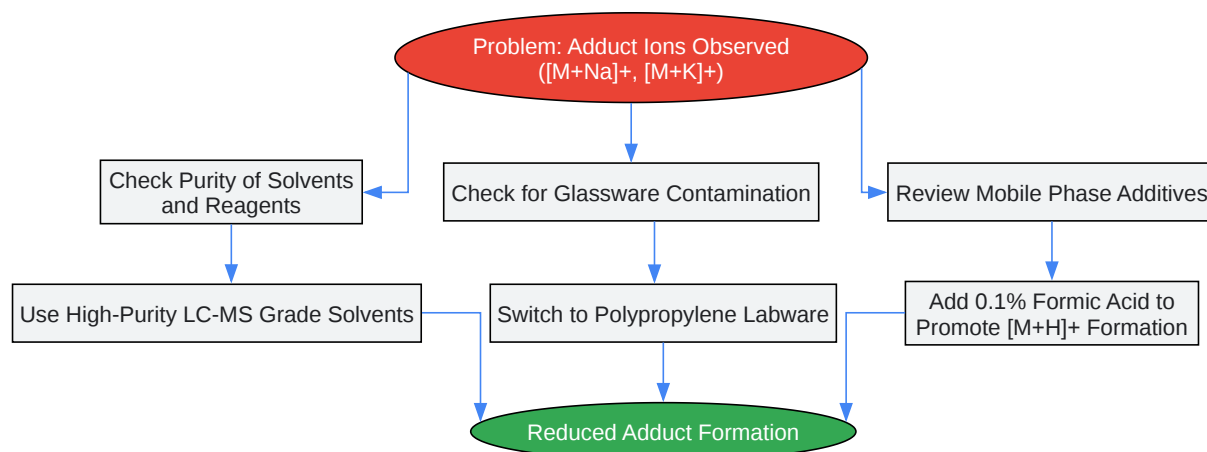 Problem: Adduct Ions Observed
([M+Na]+, [M+K]+)
Check Purity of Solvents
and Reagents
Check for Glassware Contamination
Review Mobile Phase Additives
Use High-Purity LC-MS Grade Solvents
Switch to Polypropylene Labware
Add 0.1% Formic Acid to
Promote [M+H]+ Formation
Reduced Adduct Formation